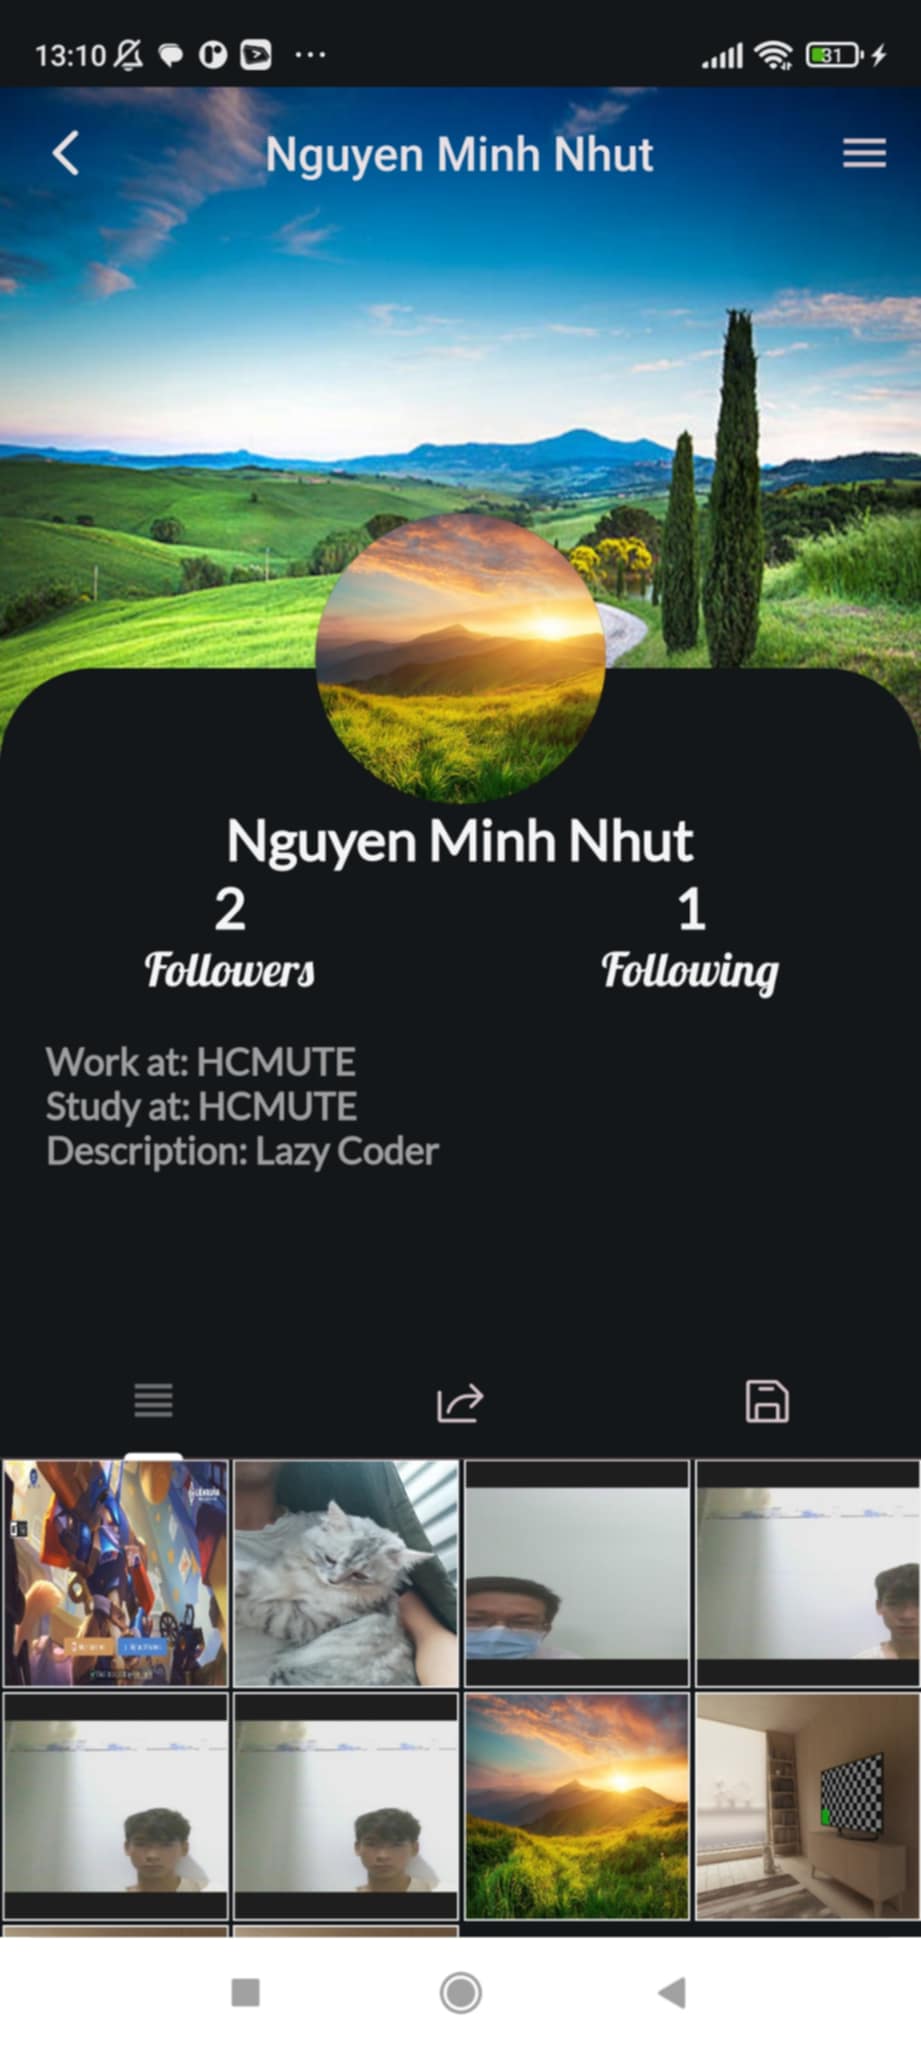 13:10
31
Nguyen Minh Nhut
Nguyen Minh Nhut
2
1
Followers
Following
Work at: HCMUTE
Study at: HCMUTE
Description: Lazy Coder